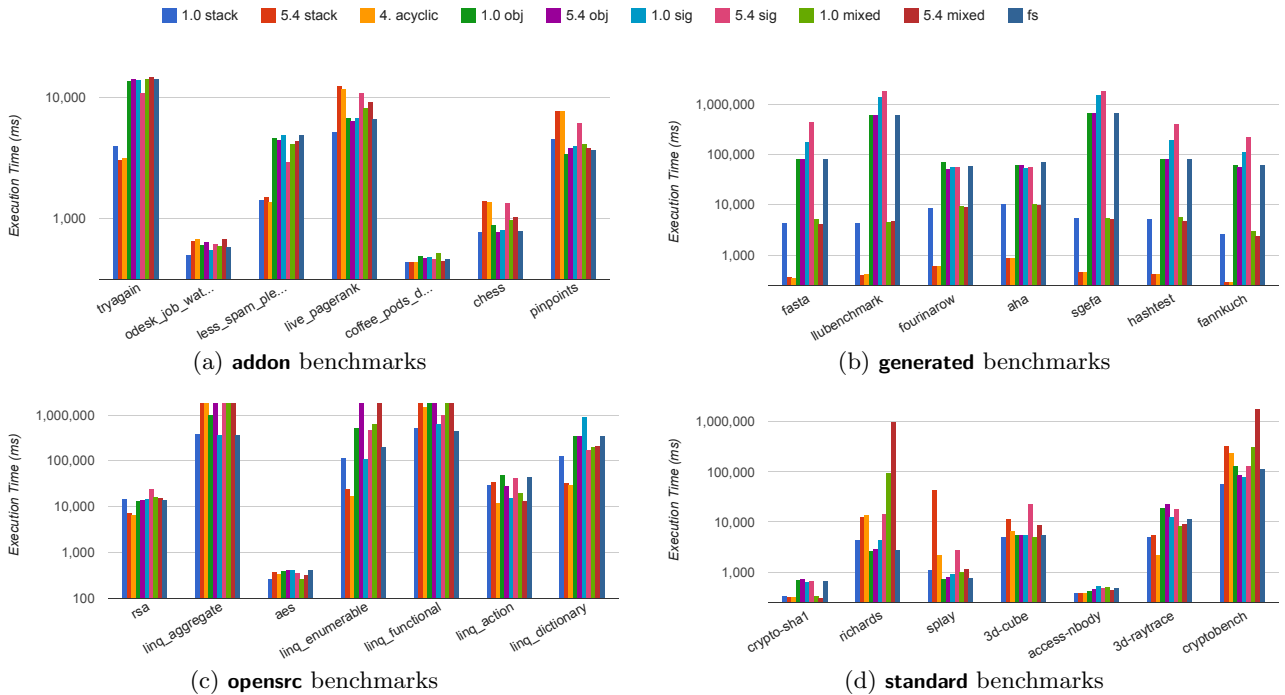 1.0 stack 5.4 stack 4. acyclic 1.0 obj 5.4 obj 1.0 sig 5.4 sig 1.0 mixed 5.4 mixed fs
Execution Time (ms)
10,000
1,000
tryagain odesk_job_wat... less_spam_ple... live_pagerank coffee_pods_d... chess pinpoints
(a) addon benchmarks
Execution Time (ms)
1,000,000
100,000
10,000
1,000
fasta llubenchmark fourinarow aha sgefa hashtest fannkuch
(b) generated benchmarks
Execution Time (ms)
1,000,000
100,000
10,000
1,000
100
rsa linq_aggregate aes linq_enumerable linq_functional linq_action linq_dictionary
(c) opensrc benchmarks
Execution Time (ms)
1,000,000
100,000
10,000
1,000
crypto-sha1 richards splay 3d-cube access-nbody 3d-raytrace cryptobench
(d) standard benchmarks